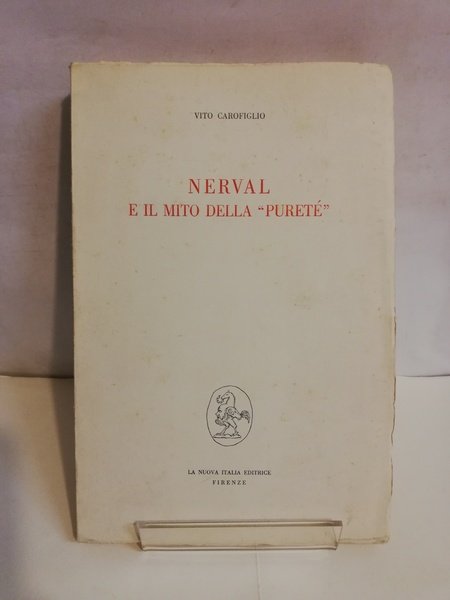 VITO CAROFIGLIO
NERVAL
E IL MITO DELLA "PURETÉ"
LA NUOVA ITALIA EDITRICE
FIRENZE